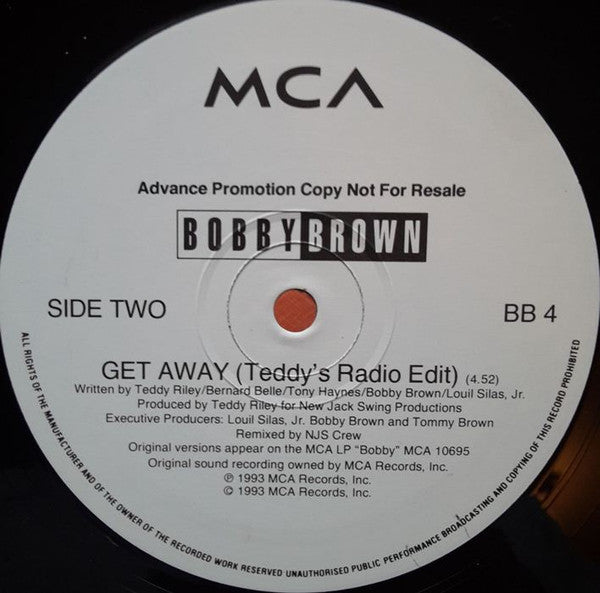 MCA
Advance Promotion Copy Not For Resale
BOBBY BROWN
SIDE TWO
BB 4
GET AWAY (Teddy's Radio Edit) (4.52)
Written by Teddy Riley/Bernard Belle/Tony Haynes/Bobby Brown/Louil Silas, Jr.
Produced by Teddy Riley for New Jack Swing Productions
Executive Producers: Louil Silas, Jr. Bobby Brown and Tommy Brown
Remixed by NJS Crew
Original versions appear on the MCA LP "Bobby" MCA 10695
Original sound recording owned by MCA Records, Inc.
℗ 1993 MCA Records, Inc.
© 1993 MCA Records, Inc.
ALL RIGHTS OF THE MANUFACTURER AND OF THE OWNER OF THE RECORDED WORK RESERVED·UNAUTHORISED PUBLIC PERFORMANCE BROADCASTING AND COPYING OF THIS RECORD PROHIBITED